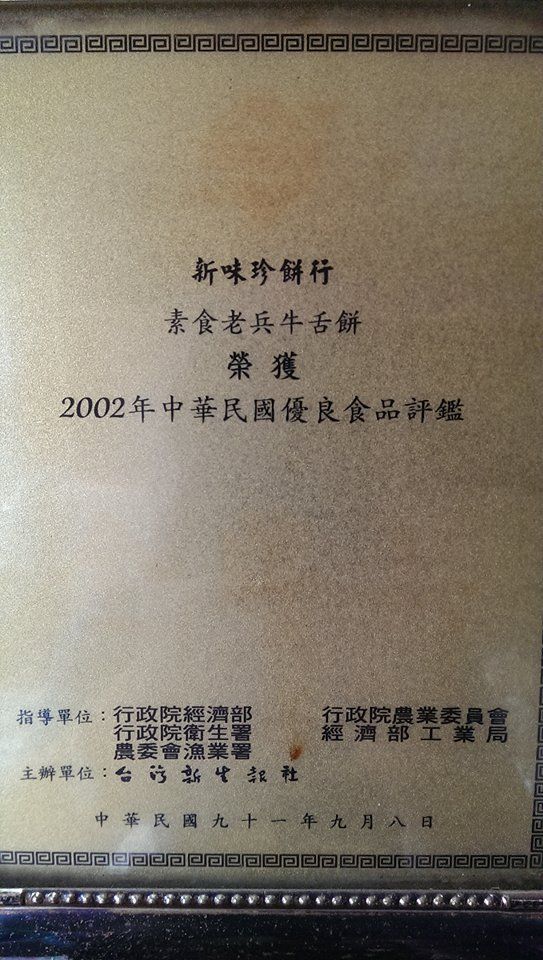 新味珍餅行
素食老兵牛舌餅
榮獲
2002年中華民國優良食品評鑑
指導單位：行政院經濟部 行政院農業委員會
行政院衛生署 經濟部工業局
農委會漁業署
主辦單位：台灣新生報社
中華民國九十一年九月八日